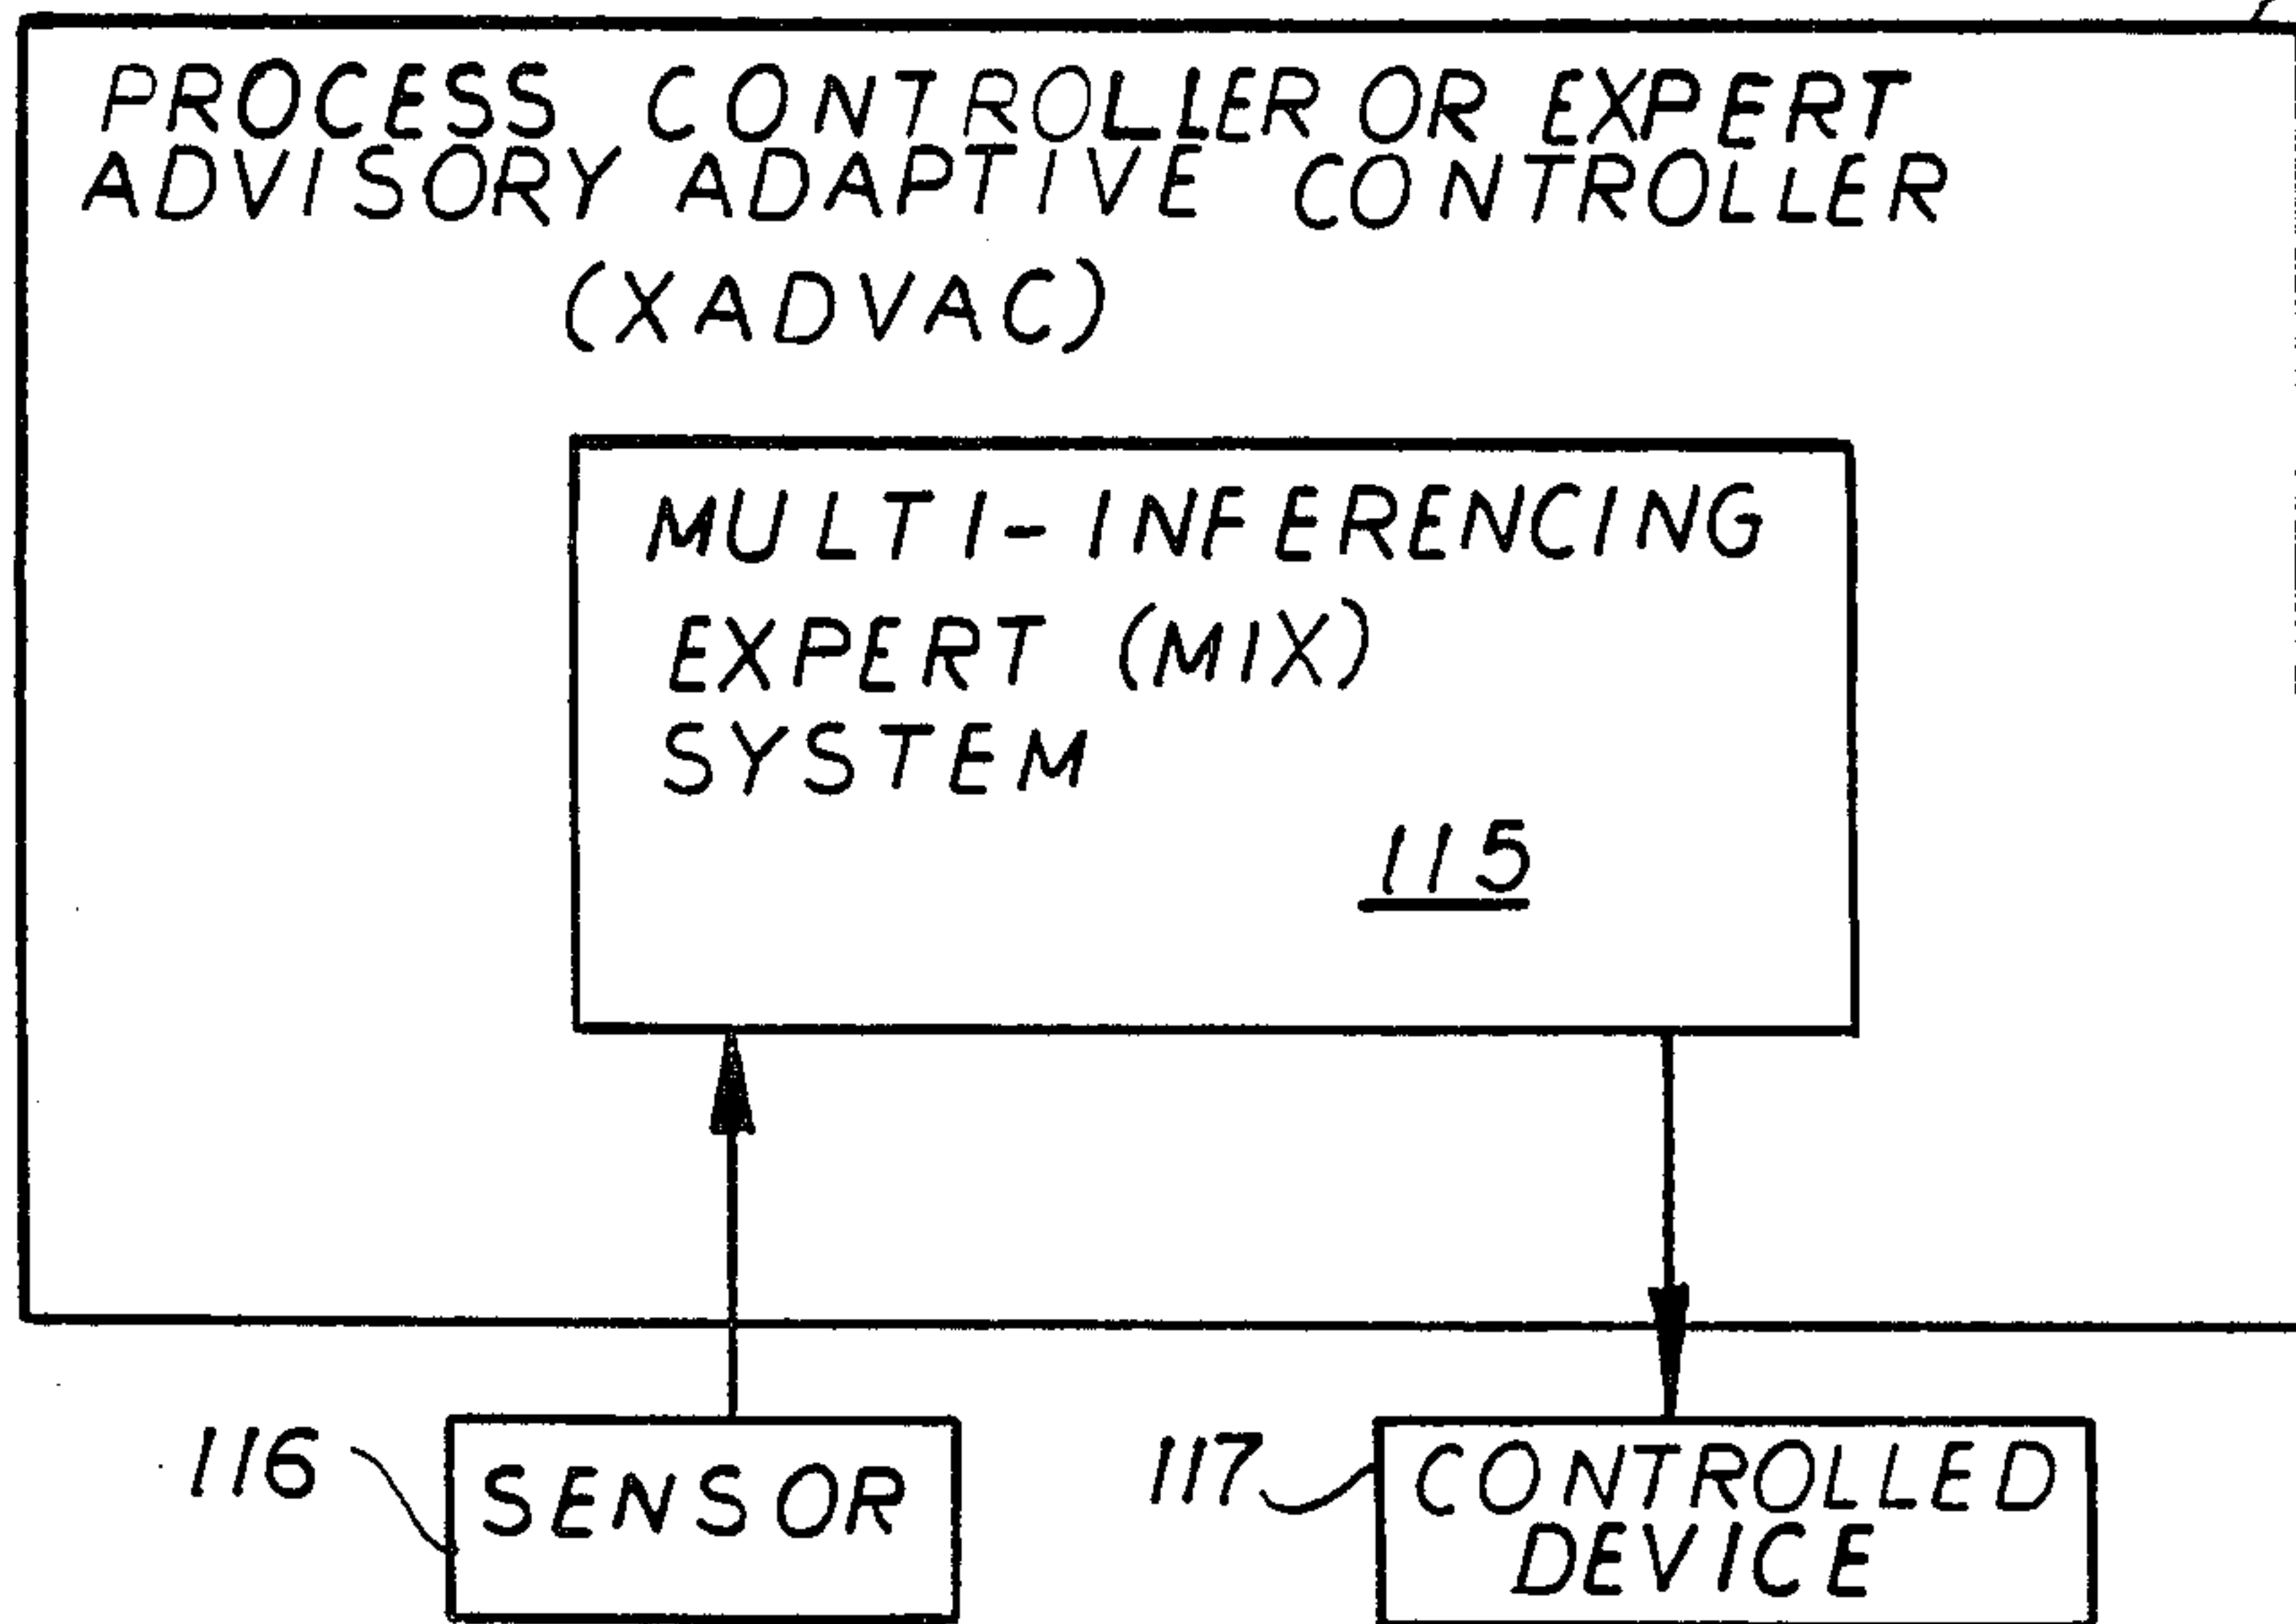 PROCESS CONTROLLER OR EXPERT
ADVISORY ADAPTIVE CONTROLLER
(XADVAC)
MULTI-INFERENCING
EXPERT (MIX)
SYSTEM
115
116
SENSOR
117
CONTROLLED
DEVICE